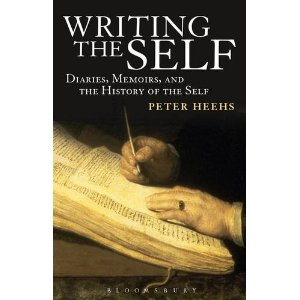 WRITING
THE SELF
DIARIES, MEMOIRS, AND
THE HISTORY OF THE SELF
PETER HEEHS
BLOOMSBURY